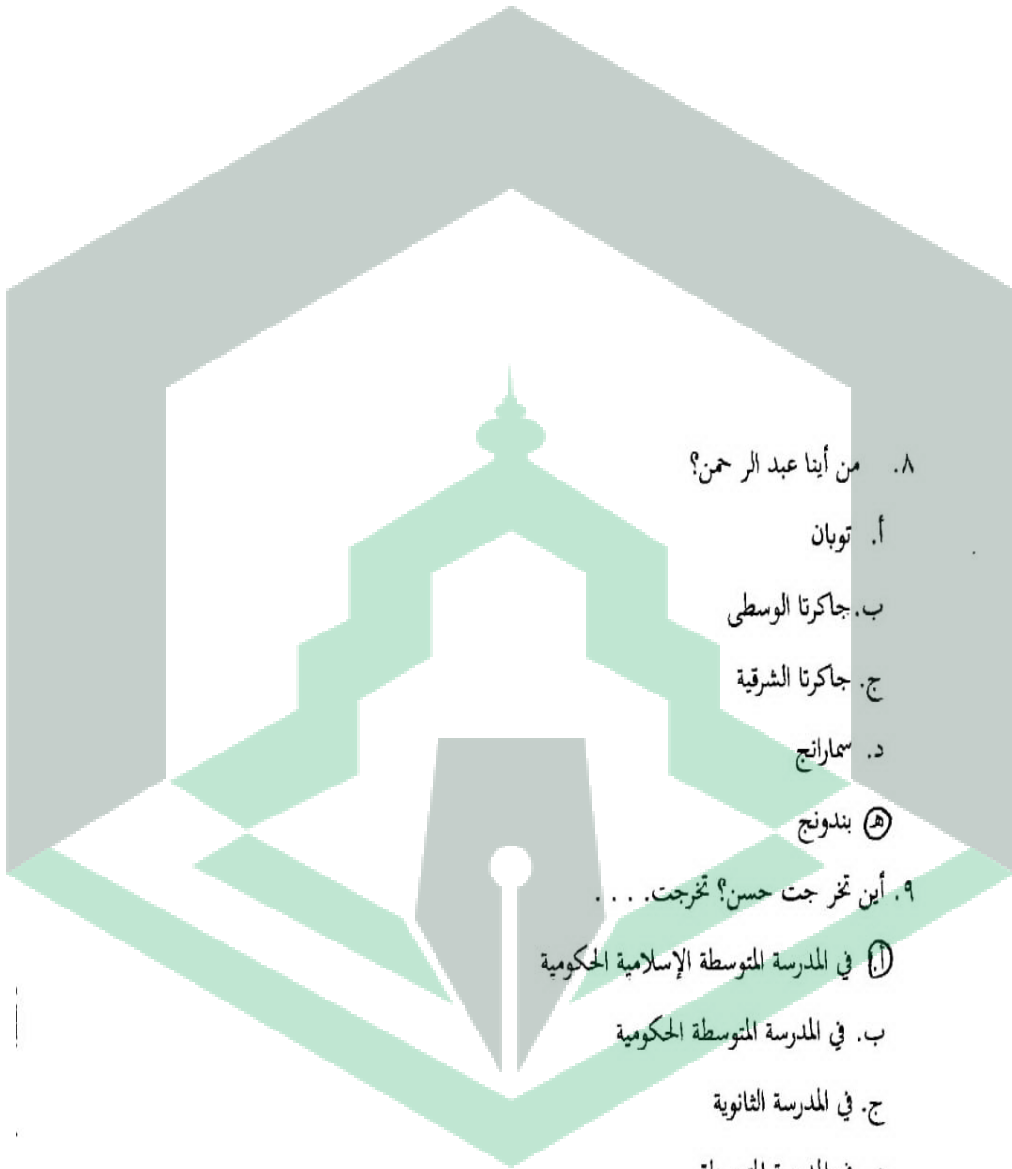 ٨. من أينا عبد الر حمن؟
أ. توبان
ب. جاكرتا الوسطى
ج. جاكرتا الشرقية
د. سمارانج
ه بندونج
٩. أين تخر جت حسن؟ تخرجت. . . .
أ. في المدرسة المتوسطة الإسلامية الحكومية
ب. في المدرسة المتوسطة الحكومية
ج. في المدرسة الثانوية